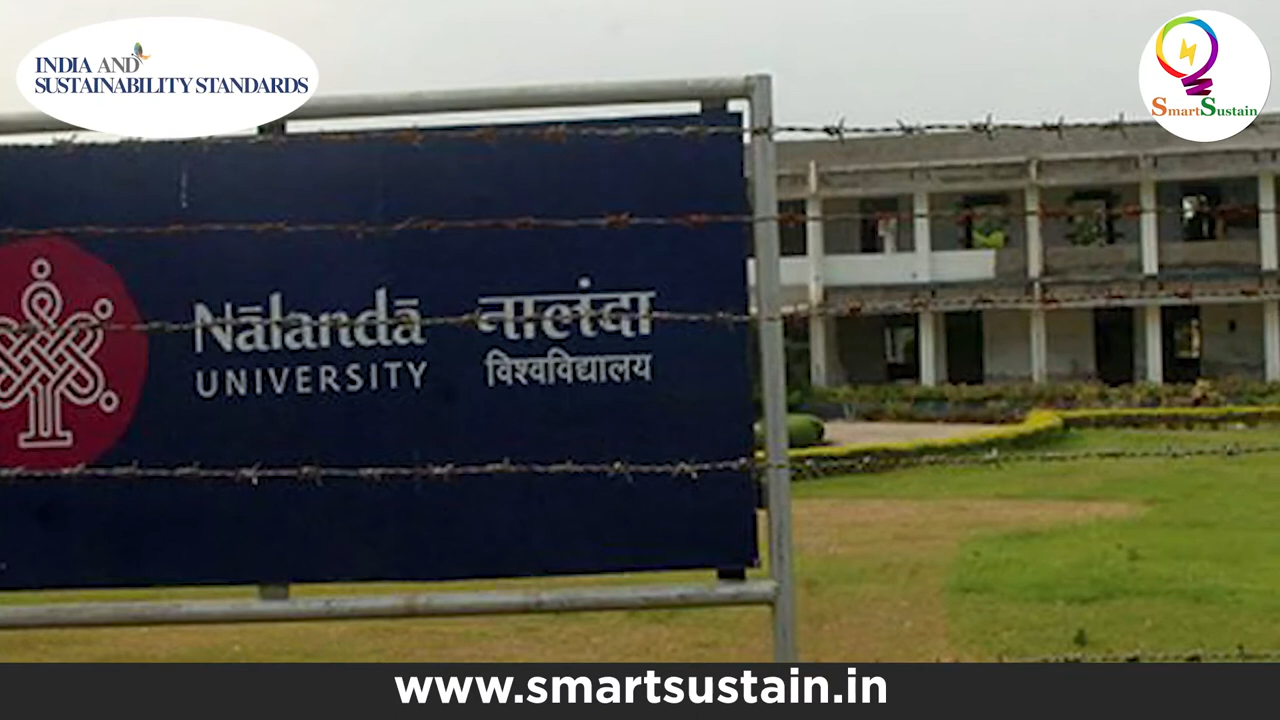 INDIA AND
SUSTAINABILITY STANDARDS
SmartSustain
Nālandā
UNIVERSITY
नालंदा
विश्वविद्यालय
www.smartsustain.in